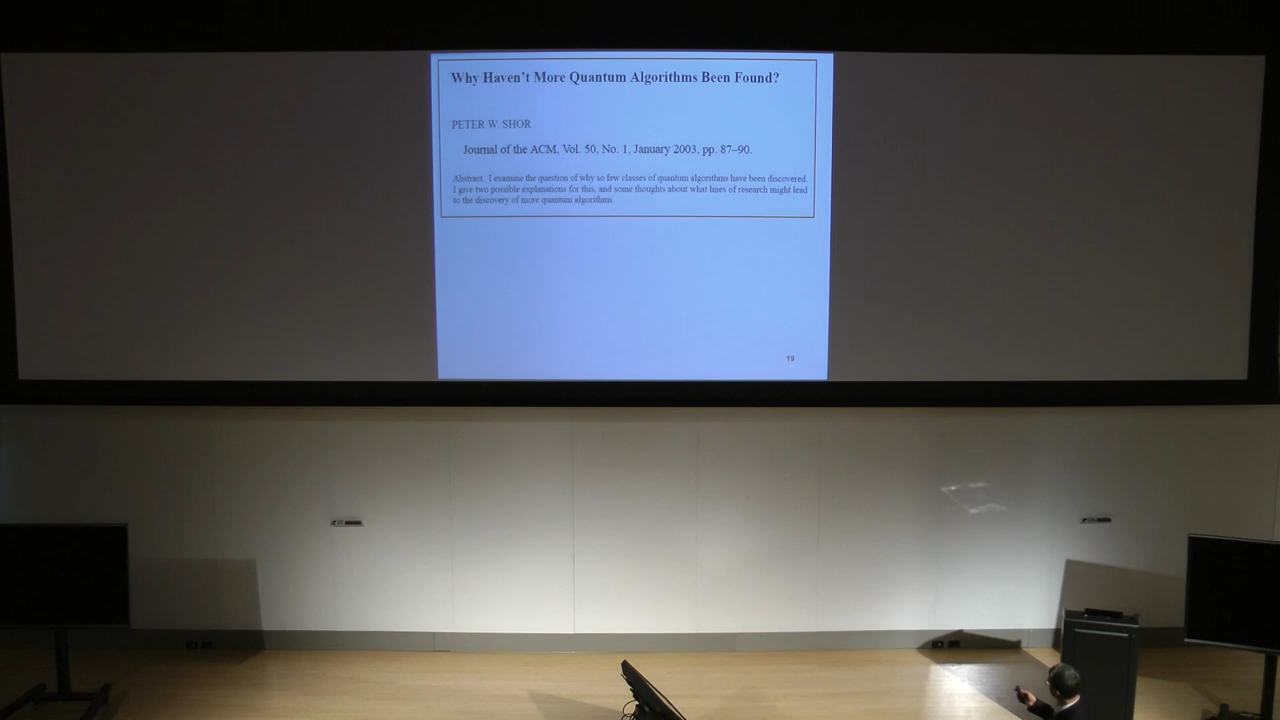 Why Haven't More Quantum Algorithms Been Found?
PETER W. SHOR
Journal of the ACM, Vol. 50, No. 1, January 2003, pp. 87–90.
Abstract. I examine the question of why so few classes of quantum algorithms have been discovered.
I give two possible explanations for this, and some thoughts about what lines of research might lead
to the discovery of more quantum algorithms.
19